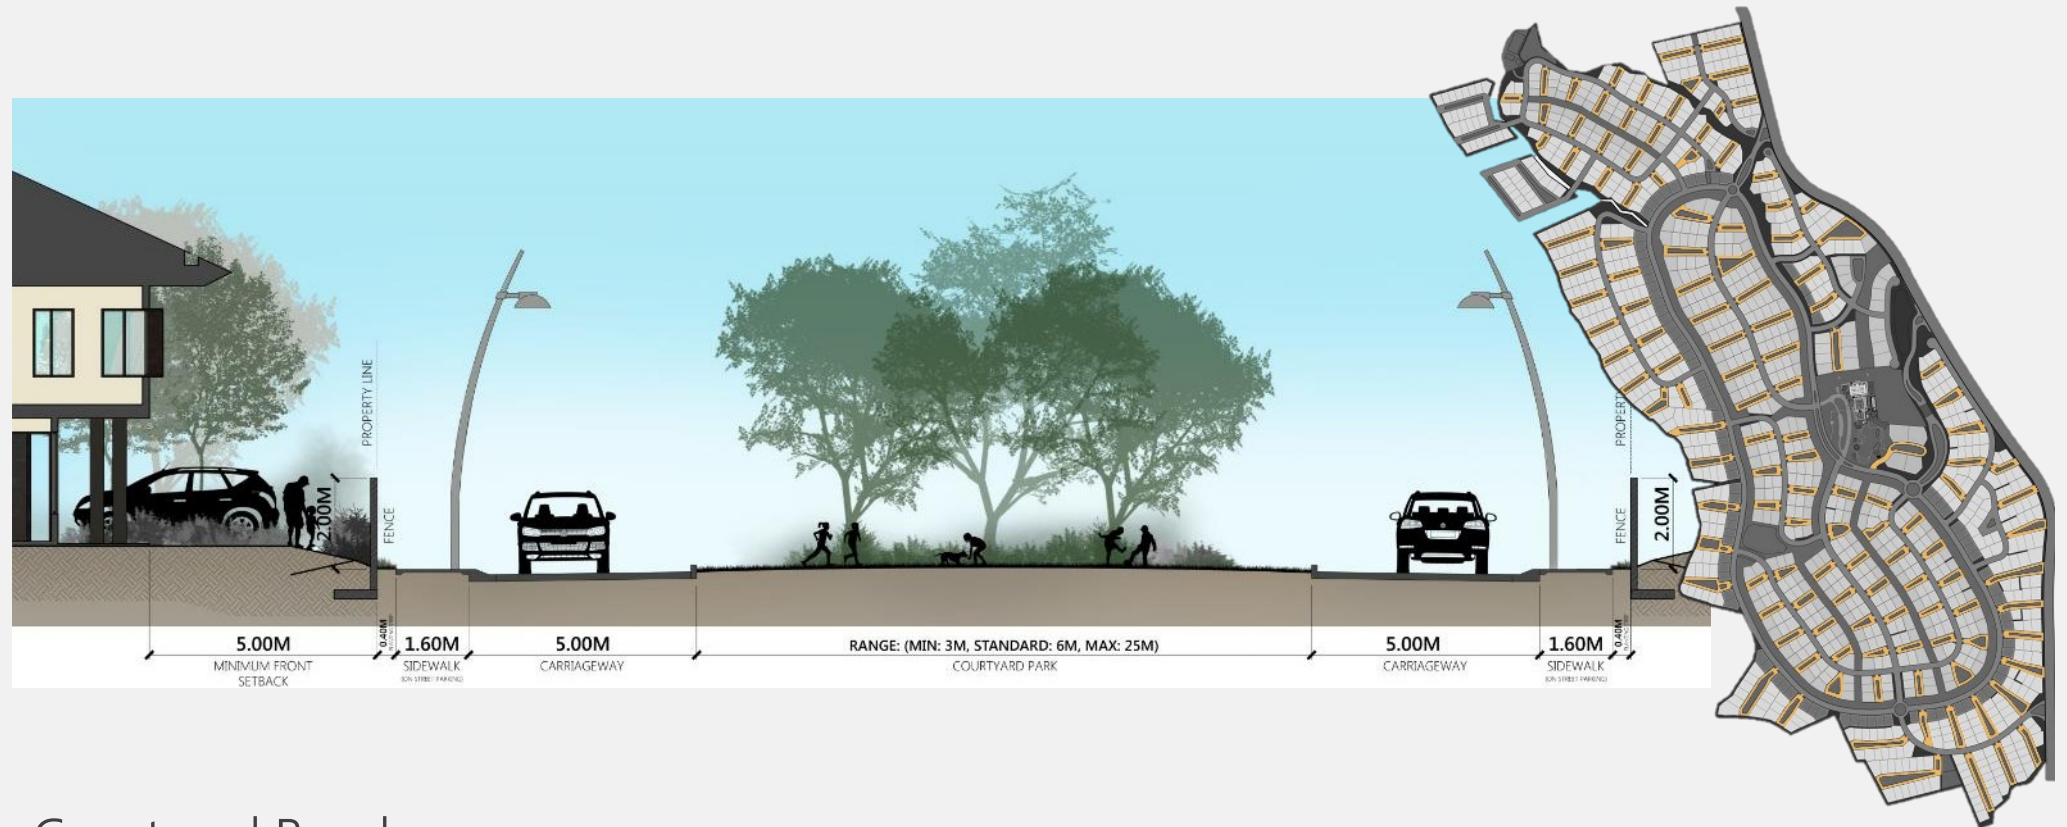 PROPERTY LINE
2.00M
FENCE
PROPERT
FENCE
2.00M
5.00M
MINIMUM FRONT
SETBACK
0.40M
1.60M
SIDEWALK
(ON STREET PARKING)
5.00M
CARRIAGEWAY
RANGE: (MIN: 3M, STANDARD: 6M, MAX: 25M)
COURTYARD PARK
5.00M
CARRIAGEWAY
1.60M
SIDEWALK
(ON STREET PARKING)
0.40M